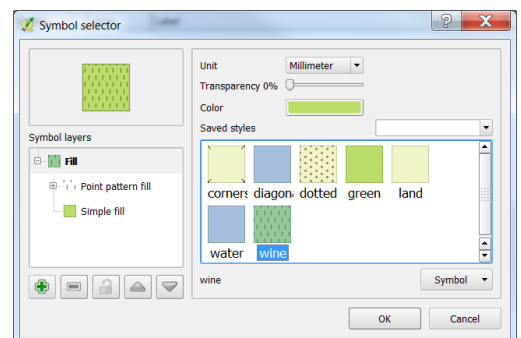 Symbol selector
Unit Millimeter
Transparency 0%
Color
Saved styles
Symbol layers
Fill
Point pattern fill
Simple fill
corners diagona dotted green land
water wine
wine Symbol
OK Cancel